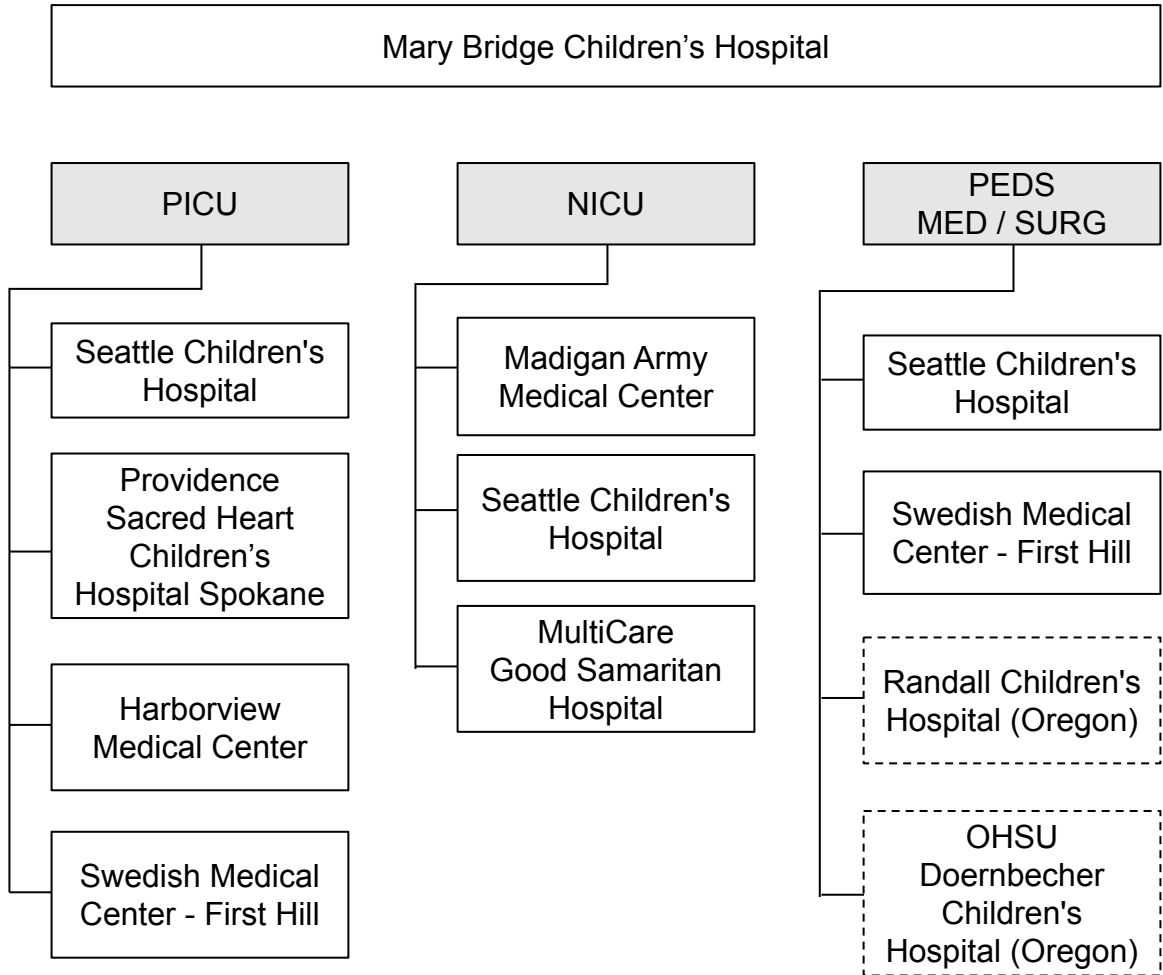 Mary Bridge Children’s Hospital
PICU
Seattle Children's
Hospital
Providence
Sacred Heart
Children’s
Hospital Spokane
Harborview
Medical Center
Swedish Medical
Center - First Hill
NICU
Madigan Army
Medical Center
Seattle Children's
Hospital
MultiCare
Good Samaritan
Hospital
PEDS
MED / SURG
Seattle Children's
Hospital
Swedish Medical
Center - First Hill
Randall Children's
Hospital (Oregon)
OHSU
Doernbecher
Children's
Hospital (Oregon)